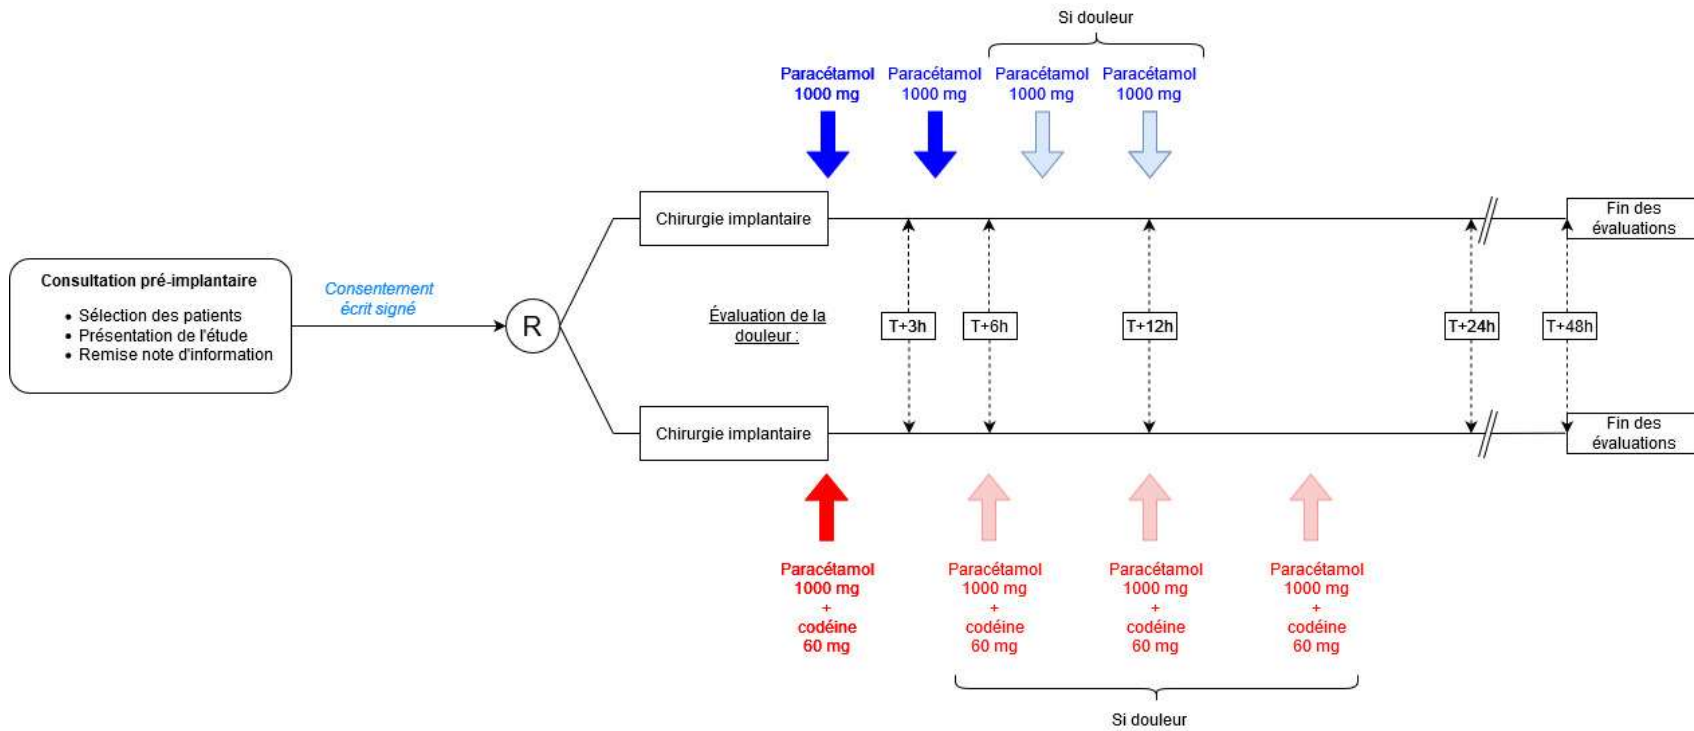 Si douleur
Paracétamol
1000 mg
Paracétamol
1000 mg
Paracétamol
1000 mg
Paracétamol
1000 mg
Chirurgie implantaire
Fin des
évaluations
Consultation pré-implantaire
• Sélection des patients
• Présentation de l'étude
• Remise note d'information
Consentement
écrit signé
R
Évaluation de la
douleur :
T+3h
T+6h
T+12h
T+24h
T+48h
Chirurgie implantaire
Fin des
évaluations
Paracétamol
1000 mg
+
codéine
60 mg
Paracétamol
1000 mg
+
codéine
60 mg
Paracétamol
1000 mg
+
codéine
60 mg
Paracétamol
1000 mg
+
codéine
60 mg
Si douleur